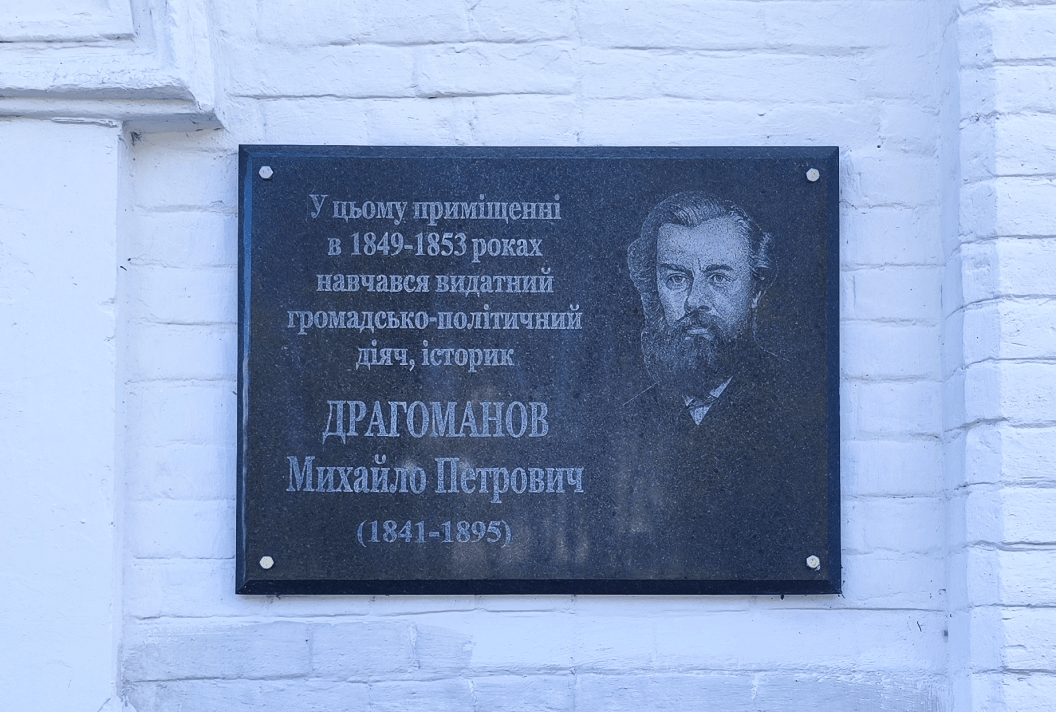 У цьому приміщенні
в 1849-1853 роках
навчався видатний
громадсько-політичний
діяч, історик
ДРАГОМАНОВ
Михайло Петрович
(1841-1895)